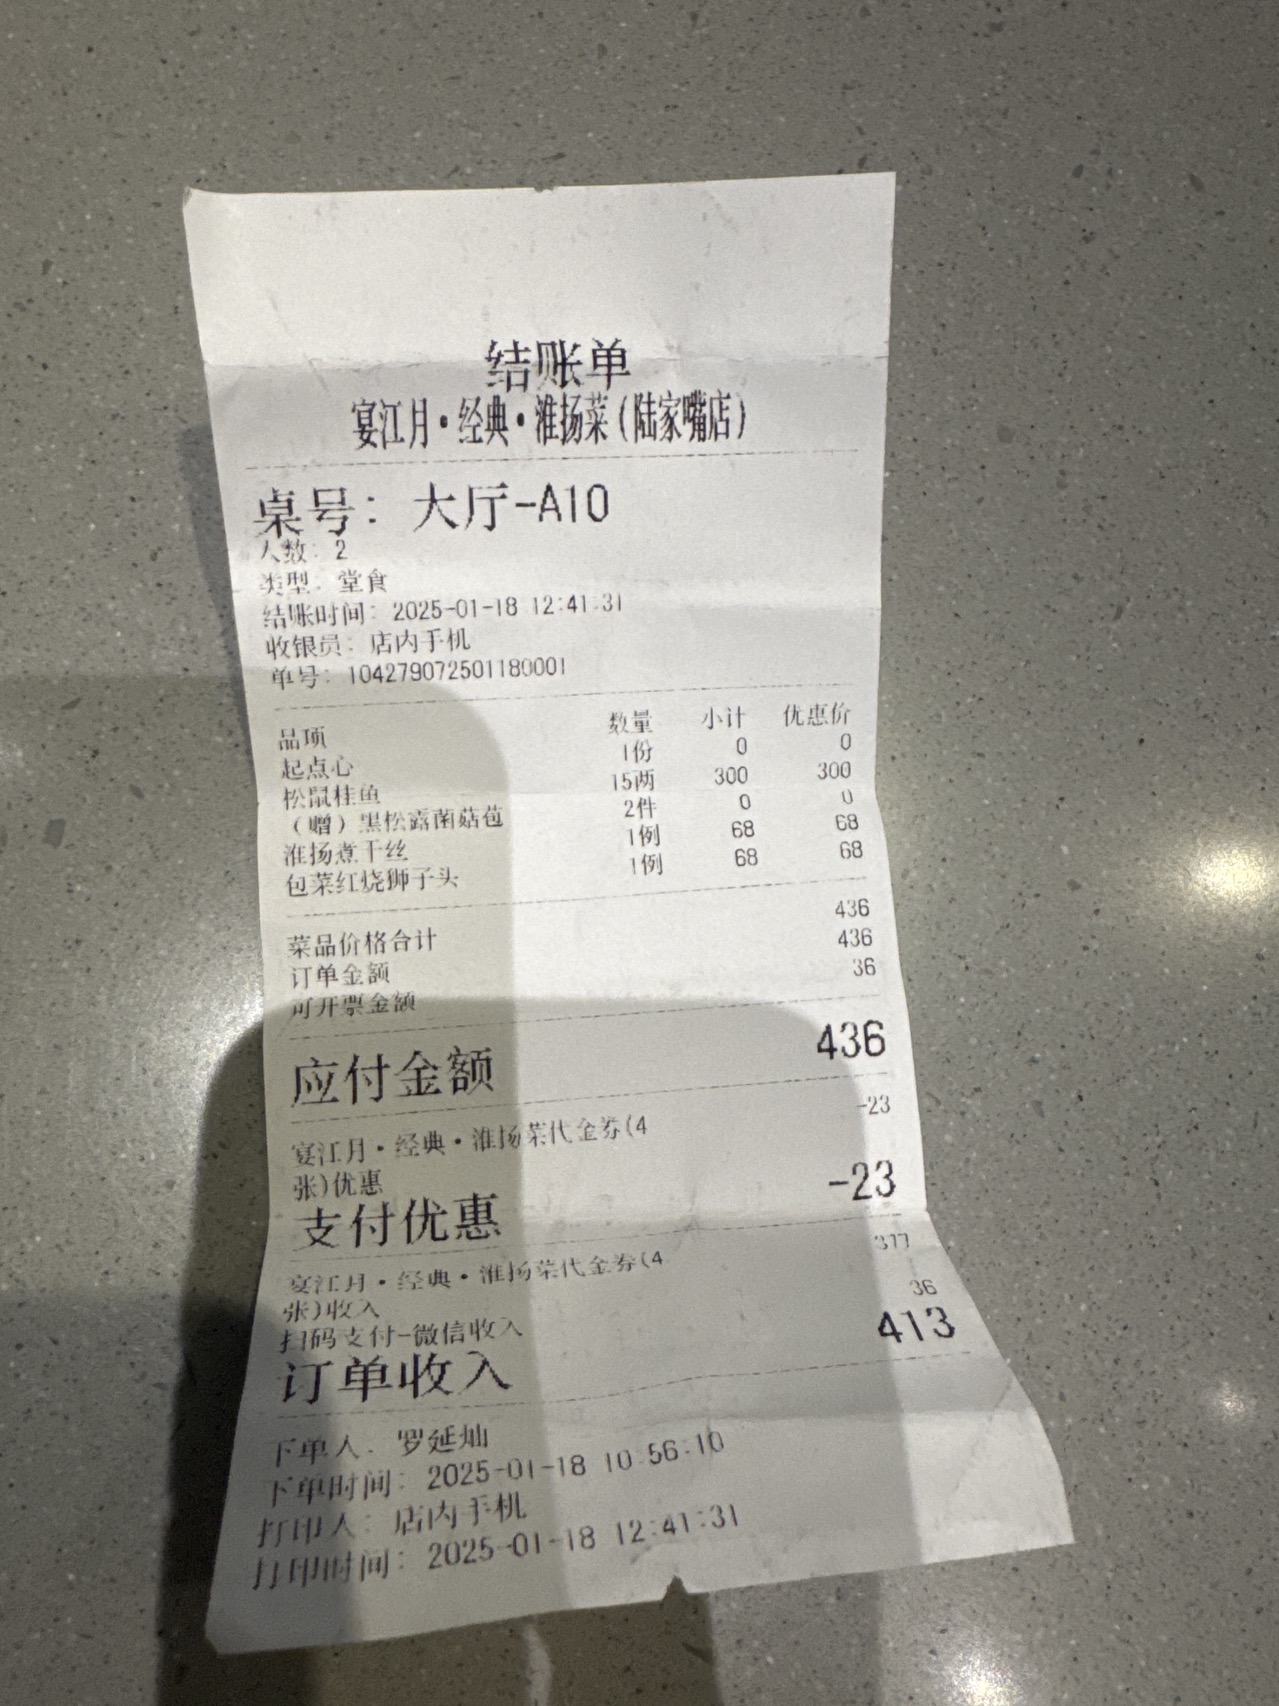 结账单
宴江月·经典·淮扬菜(陆家嘴店)
桌号: 大厅-A10
人数: 2
类型: 堂食
结账时间: 2025-01-18 12:41:31
收银员: 店内手机
单号: 104279072501180001
品项 数量 小计 优惠价
起点心 1份 0 0
松鼠桂鱼 15两 300 300
(赠)黑松露菌菇苞 2件 0 0
淮扬煮干丝 1例 68 68
包菜红烧狮子头 1例 68 68
菜品价格合计 436
订单金额 436
可开票金额 36
应付金额 436
宴江月·经典·淮扬菜代金券(4 -23
张)优惠
支付优惠 -23
宴江月·经典·淮扬菜代金券(4 377
张)收入
扫码支付-微信收入 36
订单收入 413
下单人: 罗延灿
下单时间: 2025-01-18 10:56:10
打印人: 店内手机
打印时间: 2025-01-18 12:41:31